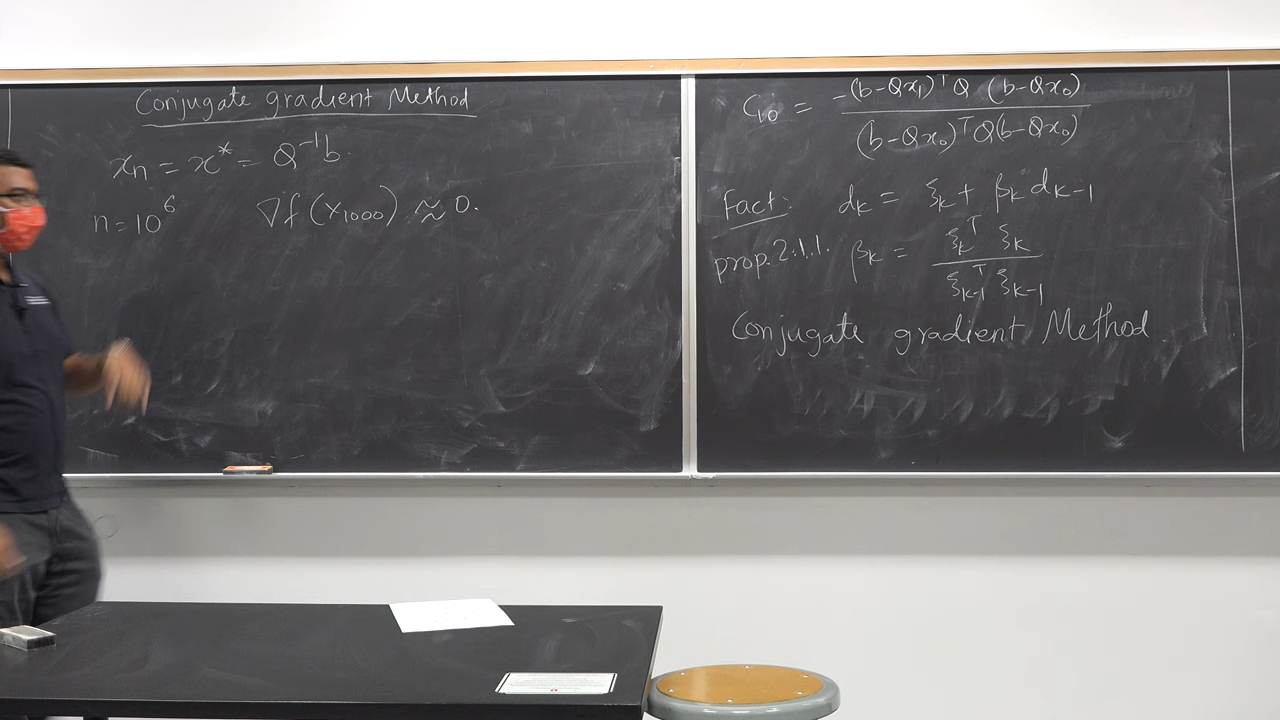 Conjugate gradient Method
xₙ = x* = Q⁻¹b.
n = 10⁶ ∇f(x₁₀₀₀) ≈ 0.
C₁₀ = -(b-Qx₁)ᵀQ (b-Qx₀) / (b-Qx₀)ᵀQ(b-Qx₀)
Fact: dₖ = ξₖ + βₖ dₖ₋₁
prop. 2.1.1. βₖ = ξₖᵀ ξₖ / ξₖ₋₁ᵀ ξₖ₋₁
Conjugate gradient Method.